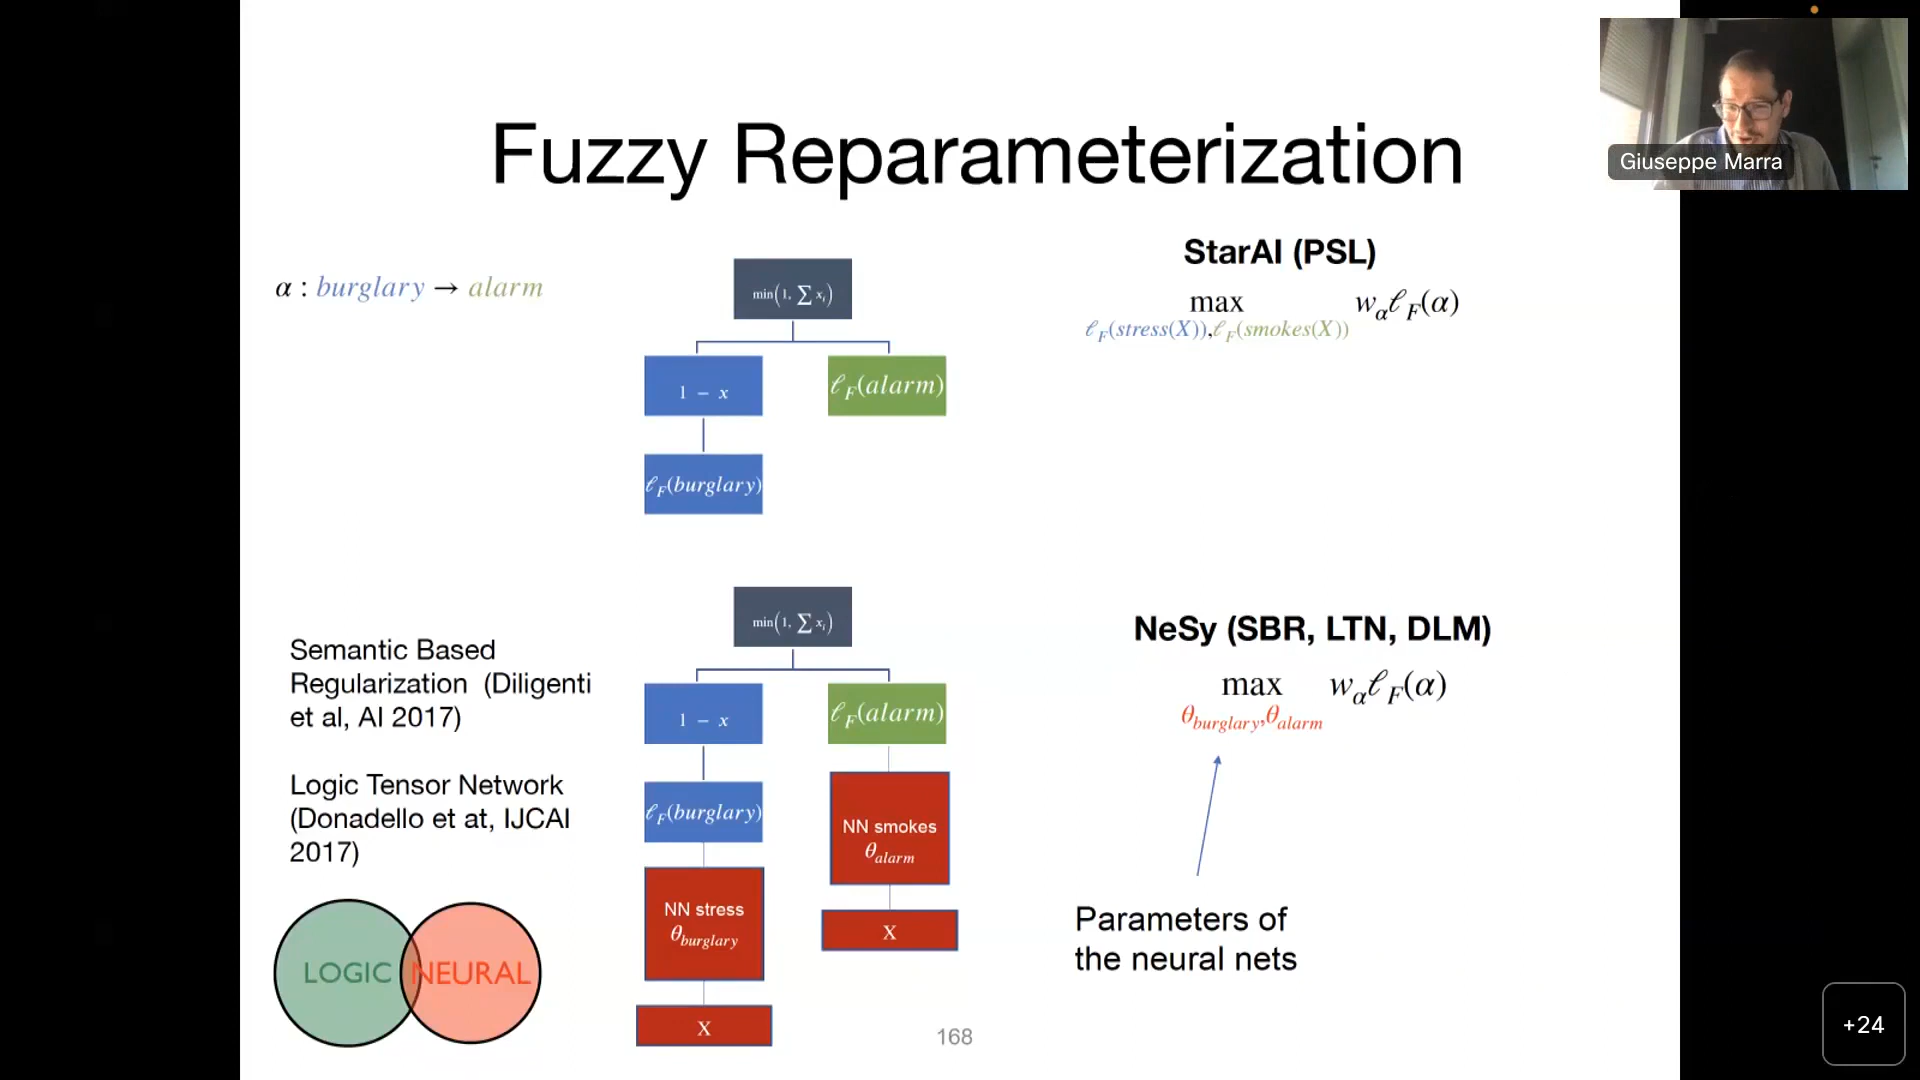 Fuzzy Reparameterization
Giuseppe Marra
α : burglary → alarm
min(1, ∑ xᵢ)
1 − x
ℓF(alarm)
ℓF(burglary)
StarAI (PSL)
max wαℓF(α)
ℓF(stress(X)),ℓF(smokes(X))
Semantic Based
Regularization (Diligenti
et al, AI 2017)
Logic Tensor Network
(Donadello et at, IJCAI
2017)
LOGIC NEURAL
min(1, ∑ xᵢ)
1 − x
ℓF(alarm)
ℓF(burglary)
NN smokes
θalarm
NN stress
θburglary
X
X
NeSy (SBR, LTN, DLM)
max wαℓF(α)
θburglary,θalarm
Parameters of
the neural nets
168
+24